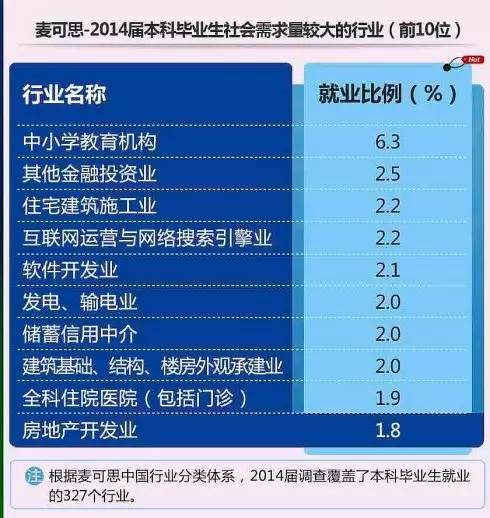 麦可思-2014届本科毕业生社会需求量较大的行业（前10位）
Hot
行业名称 就业比例（%）
中小学教育机构 6.3
其他金融投资业 2.5
住宅建筑施工业 2.2
互联网运营与网络搜索引擎业 2.2
软件开发业 2.1
发电、输电业 2.0
储蓄信用中介 2.0
建筑基础、结构、楼房外观承建业 2.0
全科住院医院（包括门诊） 1.9
房地产开发业 1.8
注 根据麦可思中国行业分类体系，2014届调查覆盖了本科毕业生就业
的327个行业。